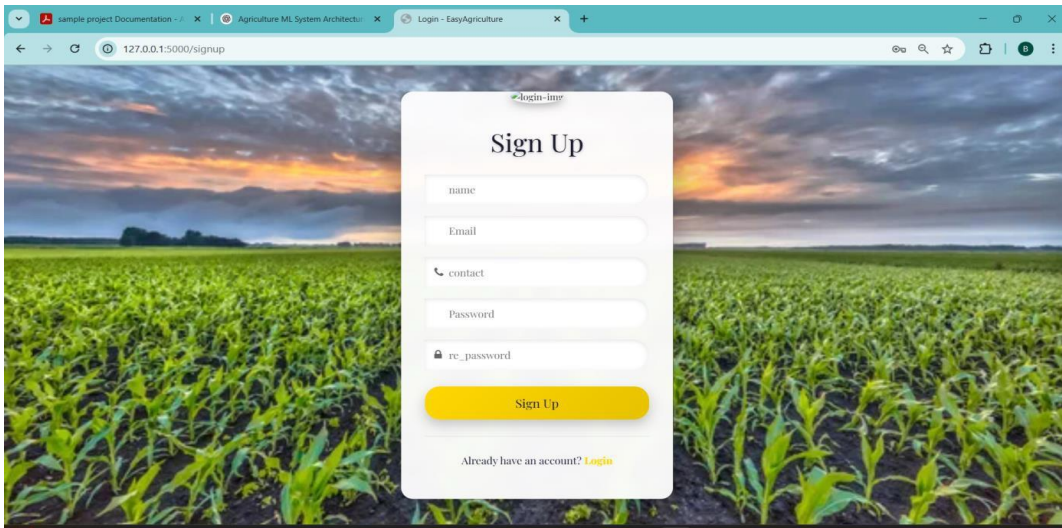 sample project Documentation - A
Agriculture ML System Architectur
Login - EasyAgriculture
127.0.0.1:5000/signup
B
login-img
Sign Up
name
Email
contact
Password
re_password
Sign Up
Already have an account? Login